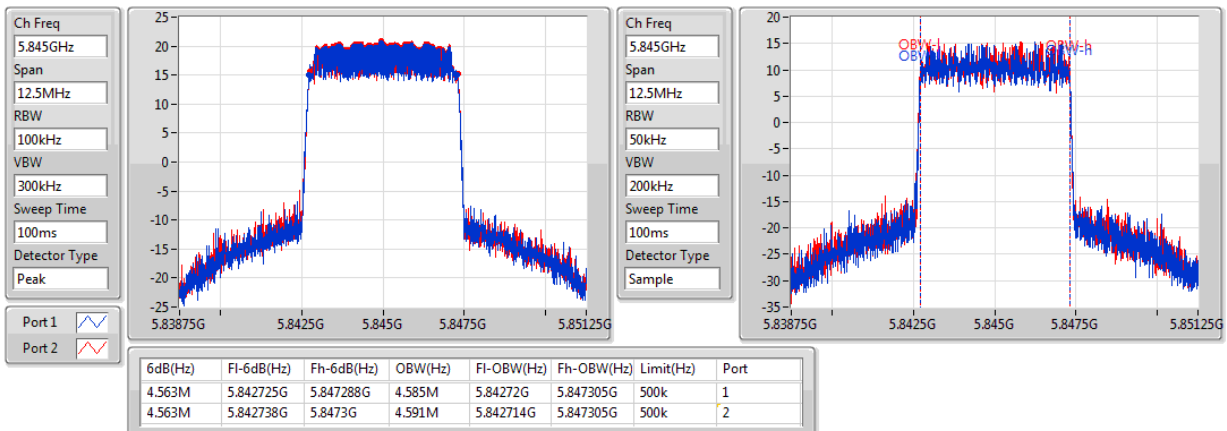 Ch Freq
5.845GHz
Span
12.5MHz
RBW
100kHz
VBW
300kHz
Sweep Time
100ms
Detector Type
Peak
Port 1
Port 2
25
20
15
10
5
0
-5
-10
-15
-20
-25
5.83875G 5.8425G 5.845G 5.8475G 5.85125G
Ch Freq
5.845GHz
Span
12.5MHz
RBW
50kHz
VBW
200kHz
Sweep Time
100ms
Detector Type
Sample
20
15
10
5
0
-5
-10
-15
-20
-25
-30
-35
OBW-l OBW-h
5.83875G 5.8425G 5.845G 5.8475G 5.85125G
6dB(Hz) Fl-6dB(Hz) Fh-6dB(Hz) OBW(Hz) Fl-OBW(Hz) Fh-OBW(Hz) Limit(Hz) Port
4.563M 5.842725G 5.847288G 4.585M 5.84272G 5.847305G 500k 1
4.563M 5.842738G 5.8473G 4.591M 5.842714G 5.847305G 500k 2